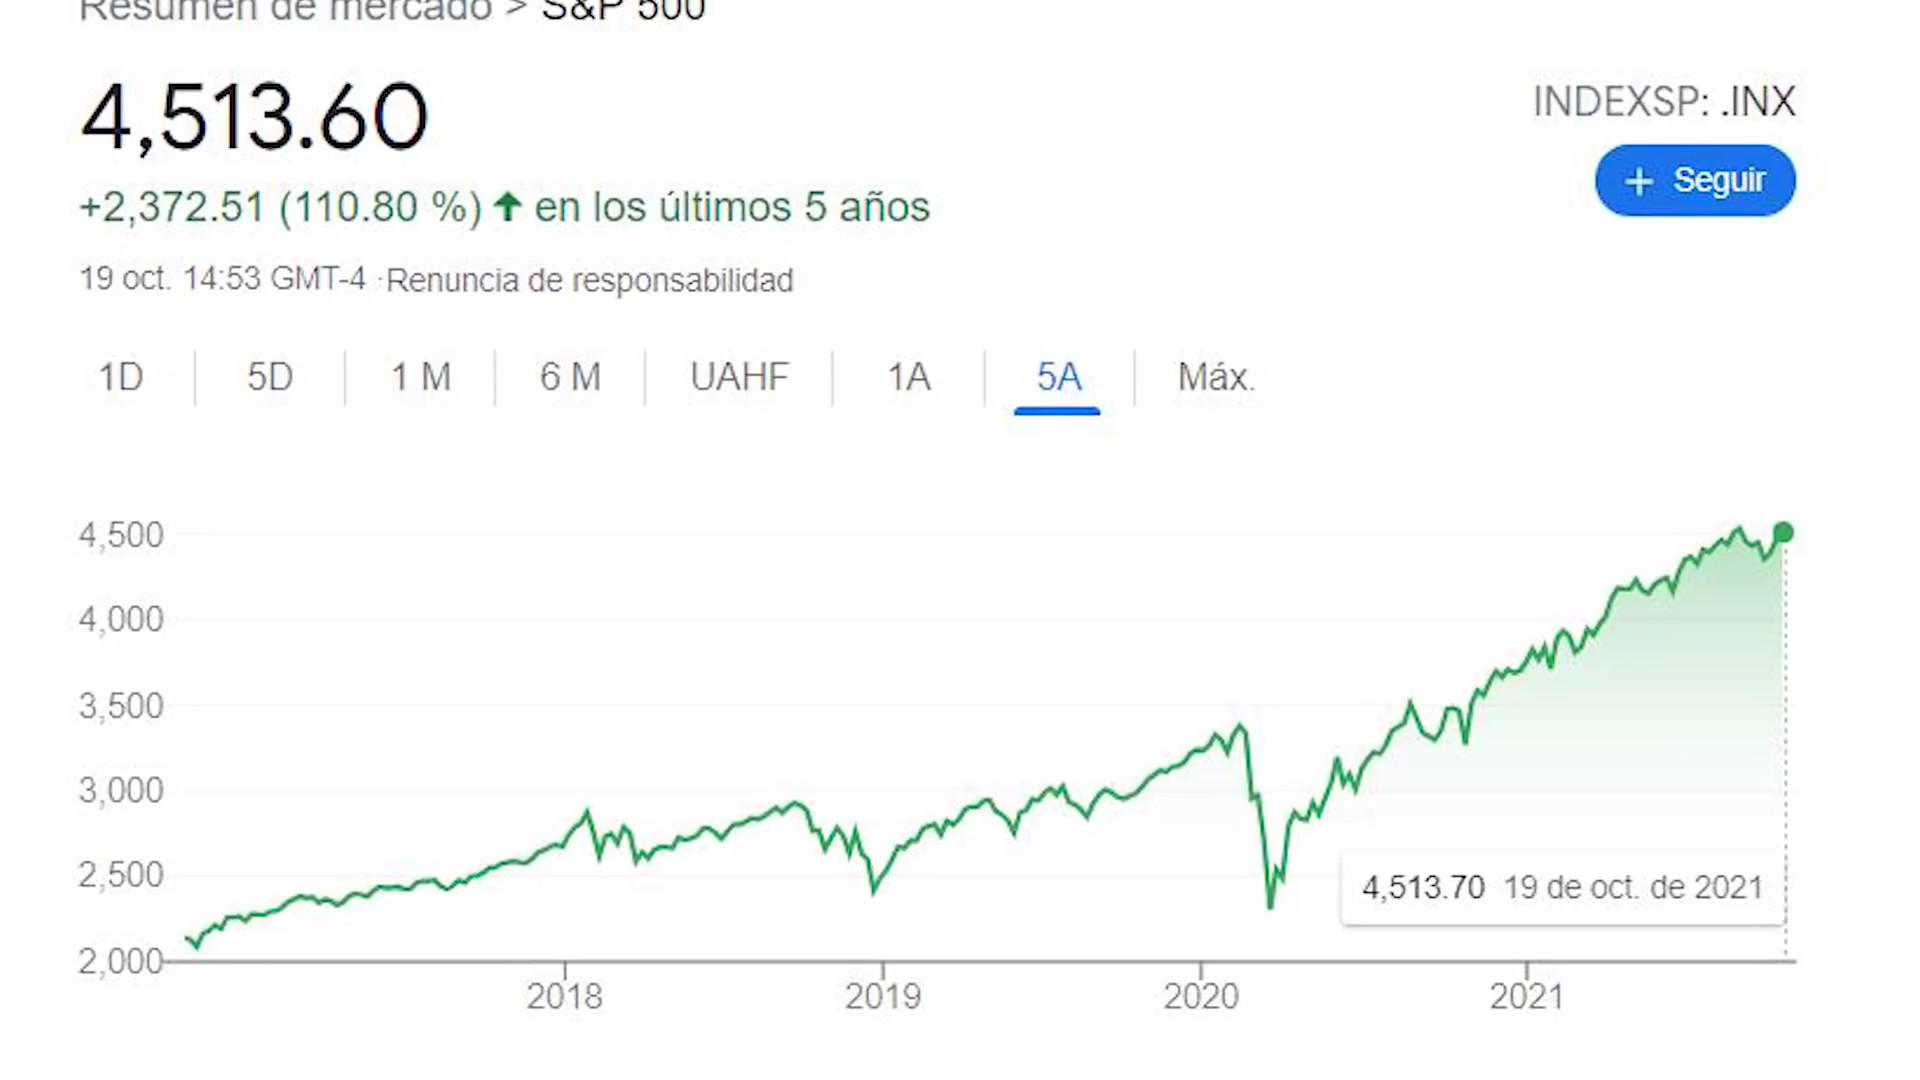 Resumen de mercado > S&P 500
4,513.60
INDEXSP: .INX
+2,372.51 (110.80 %) ↑ en los últimos 5 años
+ Seguir
19 oct. 14:53 GMT-4 · Renuncia de responsabilidad
1D 5D 1 M 6 M UAHF 1A 5A Máx.
4,500
4,000
3,500
3,000
2,500
4,513.70 19 de oct. de 2021
2,000
2018 2019 2020 2021